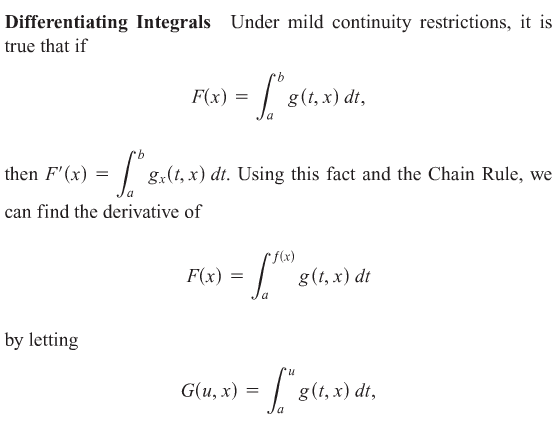 Differentiating Integrals Under mild continuity restrictions, it is
true that if
F(x) = ∫_a^b g(t, x) dt,
then F′(x) = ∫_a^b g_x(t, x) dt. Using this fact and the Chain Rule, we
can find the derivative of
F(x) = ∫_a^{f(x)} g(t, x) dt
by letting
G(u, x) = ∫_a^u g(t, x) dt,